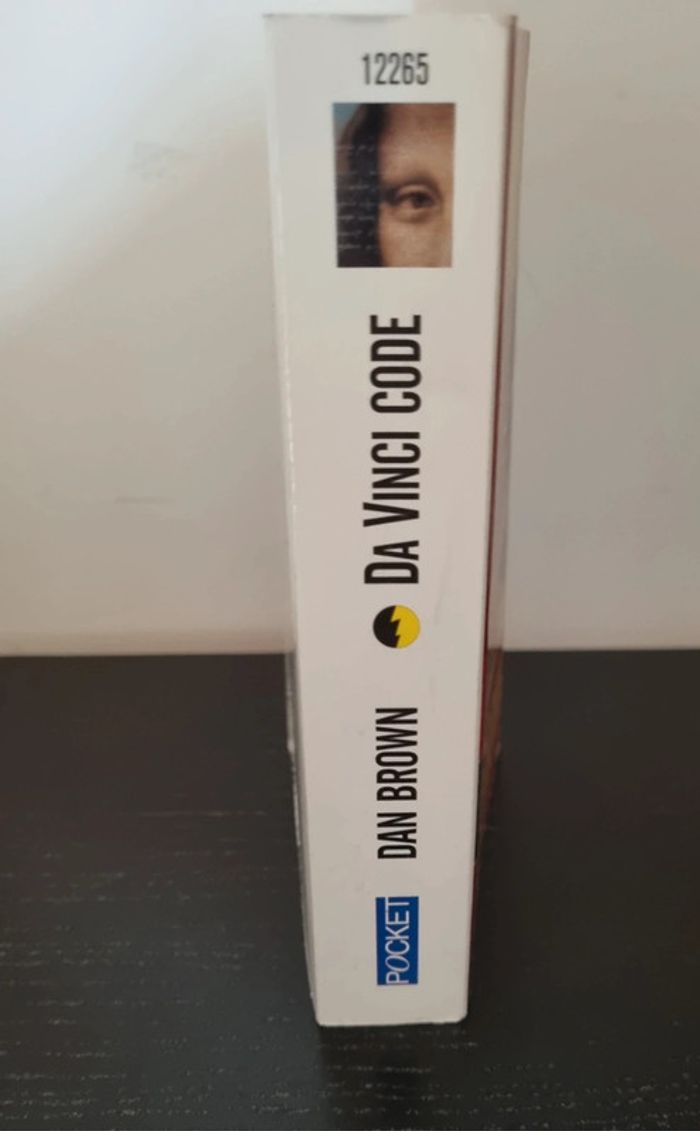 12265
DA VINCI CODE
DAN BROWN
POCKET